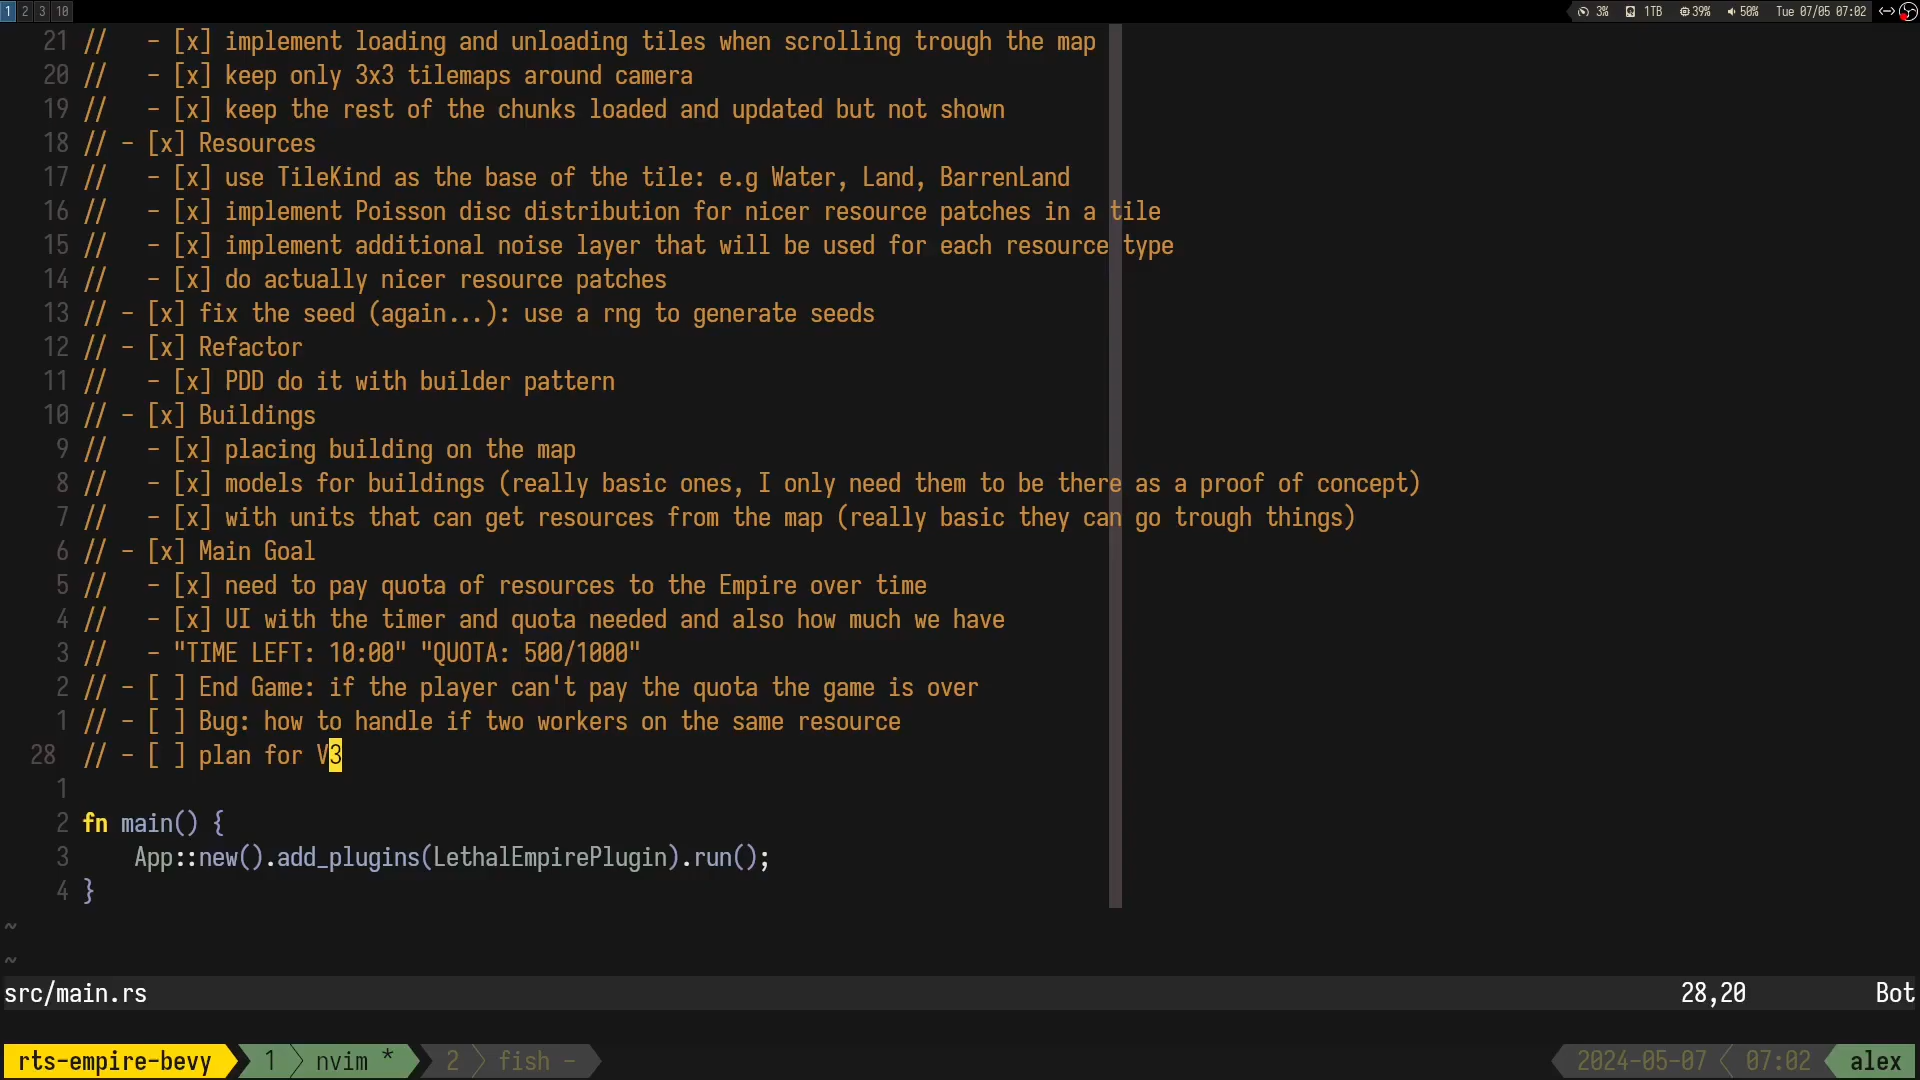 1 2 3 10 3% 1TB 39% 50% Tue 07/05 07:02
21 //   - [x] implement loading and unloading tiles when scrolling trough the map
20 //   - [x] keep only 3x3 tilemaps around camera
19 //   - [x] keep the rest of the chunks loaded and updated but not shown
18 // - [x] Resources
17 //   - [x] use TileKind as the base of the tile: e.g Water, Land, BarrenLand
16 //   - [x] implement Poisson disc distribution for nicer resource patches in a tile
15 //   - [x] implement additional noise layer that will be used for each resource type
14 //   - [x] do actually nicer resource patches
13 // - [x] fix the seed (again...): use a rng to generate seeds
12 // - [x] Refactor
11 //   - [x] PDD do it with builder pattern
10 // - [x] Buildings
9 //   - [x] placing building on the map
8 //   - [x] models for buildings (really basic ones, I only need them to be there as a proof of concept)
7 //   - [x] with units that can get resources from the map (really basic they can go trough things)
6 // - [x] Main Goal
5 //   - [x] need to pay quota of resources to the Empire over time
4 //   - [x] UI with the timer and quota needed and also how much we have
3 //   - "TIME LEFT: 10:00" "QUOTA: 500/1000"
2 // - [ ] End Game: if the player can't pay the quota the game is over
1 // - [ ] Bug: how to handle if two workers on the same resource
28 // - [ ] plan for V3
1
2 fn main() {
3     App::new().add_plugins(LethalEmpirePlugin).run();
4 }
~
~
src/main.rs 28,20 Bot
rts-empire-bevy 1 nvim * 2 fish - 2024-05-07 07:02 alex